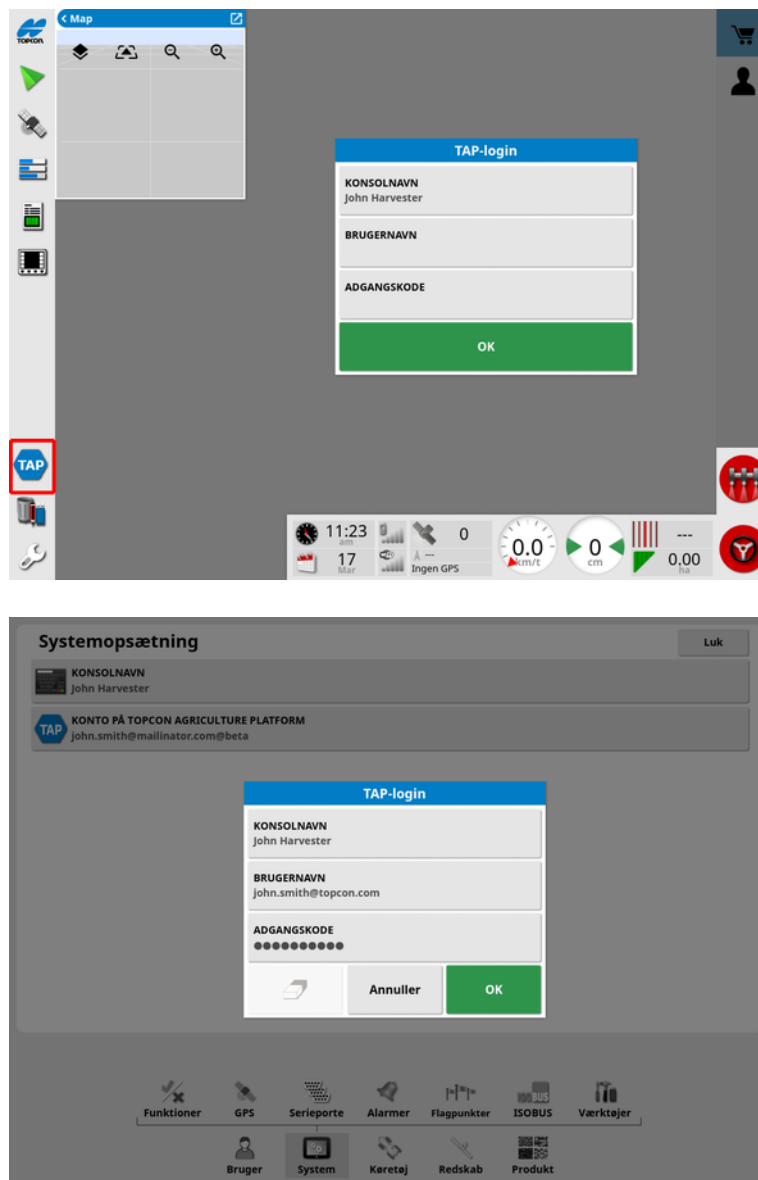 TOPCON
< Map
TAP-login
KONSOLNAVN
John Harvester
BRUGERNAVN
ADGANGSKODE
OK
TAP
11:23
am
17
Mar
0
---
Ingen GPS
0.0
km/t
0
cm
---
0.00
ha
Systemopsætning
Luk
KONSOLNAVN
John Harvester
TAP
KONTO PÅ TOPCON AGRICULTURE PLATFORM
john.smith@mailinator.com@beta
TAP-login
KONSOLNAVN
John Harvester
BRUGERNAVN
john.smith@topcon.com
ADGANGSKODE
●●●●●●●●●●
Annuller
OK
Funktioner
GPS
Serieporte
Alarmer
Flagpunkter
ISOBUS
Værktøjer
Bruger
System
Køretøj
Redskab
Produkt